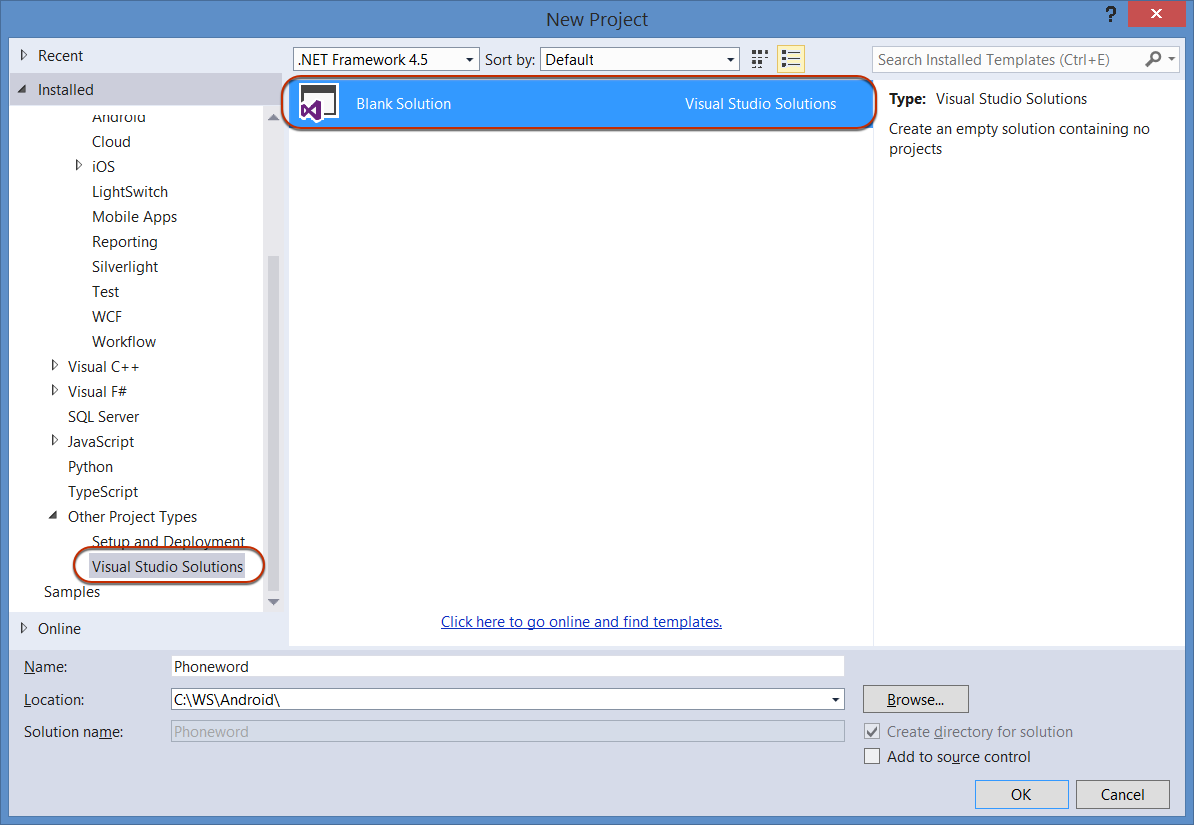 New Project
?
Recent
.NET Framework 4.5
Sort by:
Default
Search Installed Templates (Ctrl+E)
Installed
Android
Cloud
iOS
LightSwitch
Mobile Apps
Reporting
Silverlight
Test
WCF
Workflow
Visual C++
Visual F#
SQL Server
JavaScript
Python
TypeScript
Other Project Types
Setup and Deployment
Visual Studio Solutions
Samples
Online
Blank Solution
Visual Studio Solutions
Click here to go online and find templates.
Type: Visual Studio Solutions
Create an empty solution containing no
projects
Name:
Phoneword
Location:
C:\WS\Android\
Browse...
Solution name:
Phoneword
Create directory for solution
Add to source control
OK
Cancel